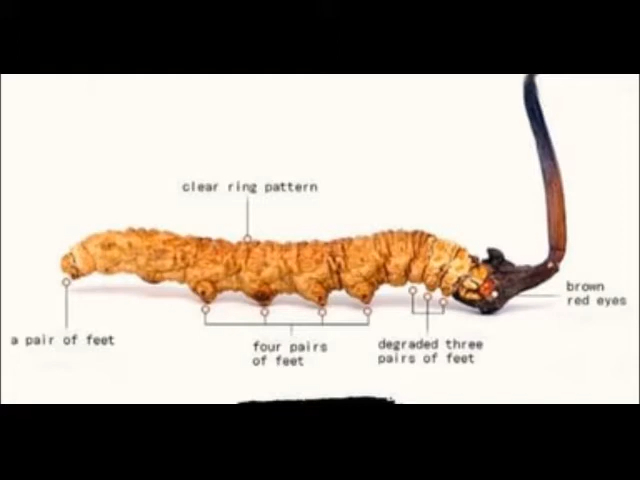 clear ring pattern
brown
red eyes
a pair of feet
four pairs
of feet
degraded three
pairs of feet